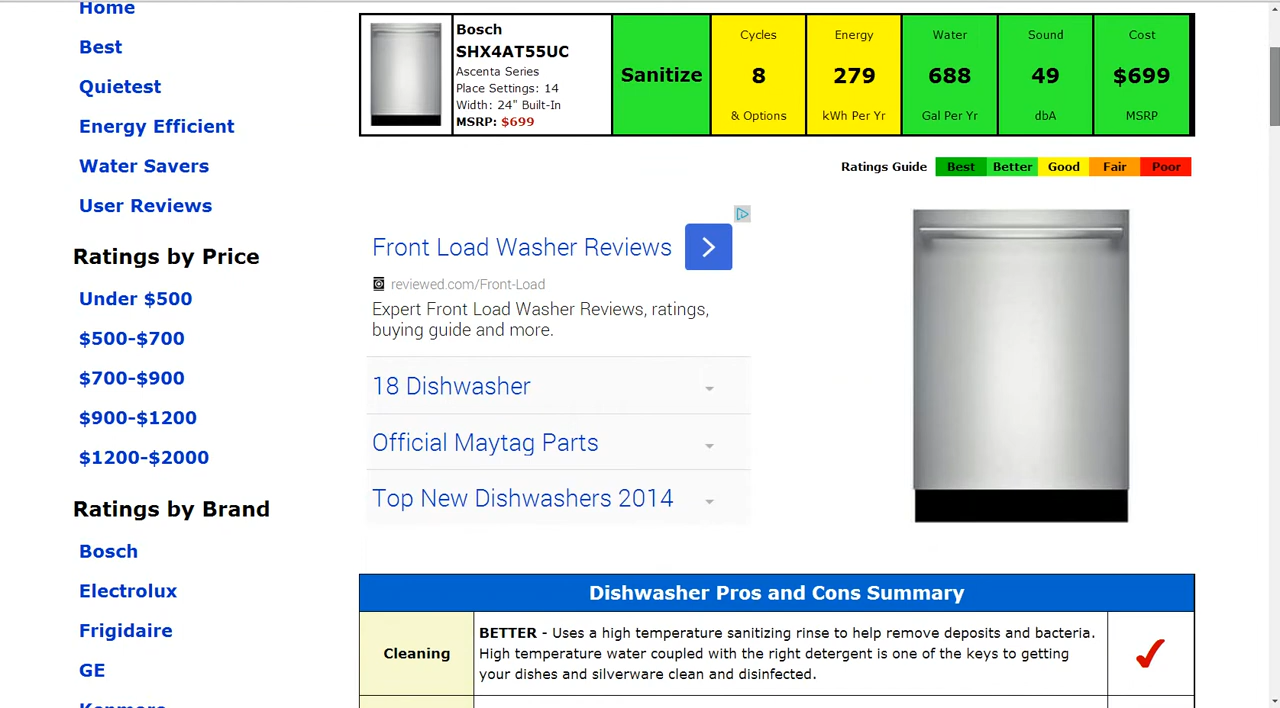 Home
Best
Quietest
Energy Efficient
Water Savers
User Reviews
Ratings by Price
Under $500
$500-$700
$700-$900
$900-$1200
$1200-$2000
Ratings by Brand
Bosch
Electrolux
Frigidaire
GE
Kenmore
Bosch
SHX4AT55UC
Ascenta Series
Place Settings: 14
Width: 24" Built-In
MSRP: $699
Sanitize
Cycles
8
& Options
Energy
279
kWh Per Yr
Water
688
Gal Per Yr
Sound
49
dbA
Cost
$699
MSRP
Ratings Guide Best Better Good Fair Poor
Front Load Washer Reviews
reviewed.com/Front-Load
Expert Front Load Washer Reviews, ratings,
buying guide and more.
18 Dishwasher
Official Maytag Parts
Top New Dishwashers 2014
Dishwasher Pros and Cons Summary
Cleaning
BETTER - Uses a high temperature sanitizing rinse to help remove deposits and bacteria.
High temperature water coupled with the right detergent is one of the keys to getting
your dishes and silverware clean and disinfected.